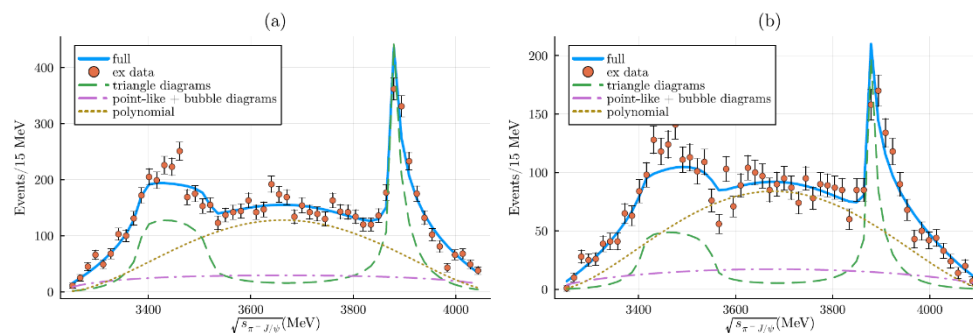 (a)
Events/15 MeV
400
300
200
100
0
full
ex data
triangle diagrams
point-like + bubble diagrams
polynomial
3400
3600
3800
4000
√s_{π⁻J/ψ}(MeV)
(b)
Events/15 MeV
200
150
100
50
0
full
ex data
triangle diagrams
point-like + bubble diagrams
polynomial
3400
3600
3800
4000
√s_{π⁻J/ψ}(MeV)